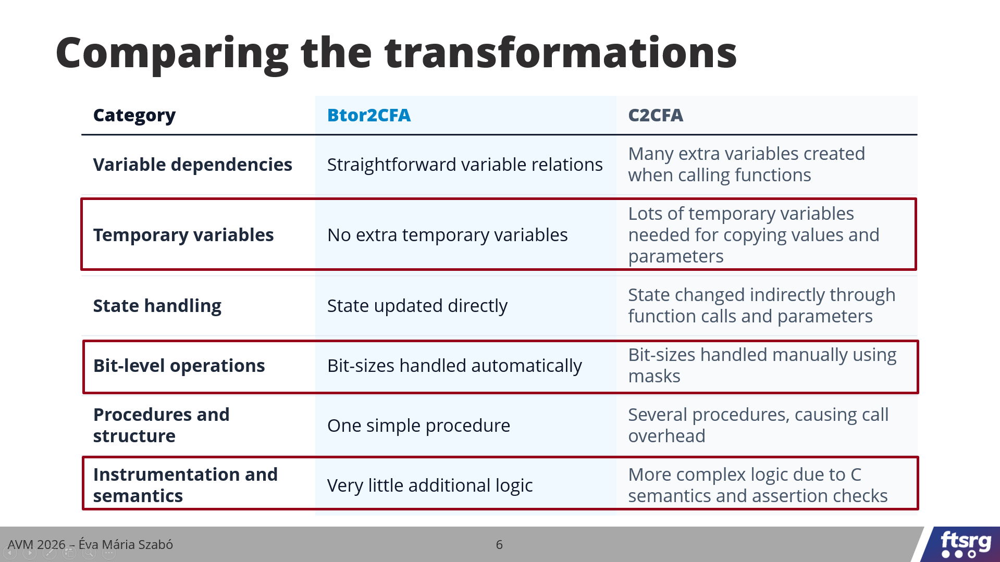 Comparing the transformations
Category
Btor2CFA
C2CFA
Variable dependencies
Straightforward variable relations
Many extra variables created
when calling functions
Temporary variables
No extra temporary variables
Lots of temporary variables
needed for copying values and
parameters
State handling
State updated directly
State changed indirectly through
function calls and parameters
Bit-level operations
Bit-sizes handled automatically
Bit-sizes handled manually using
masks
Procedures and
structure
One simple procedure
Several procedures, causing call
overhead
Instrumentation and
semantics
Very little additional logic
More complex logic due to C
semantics and assertion checks
AVM 2026 – Éva Mária Szabó
6
ftsrg